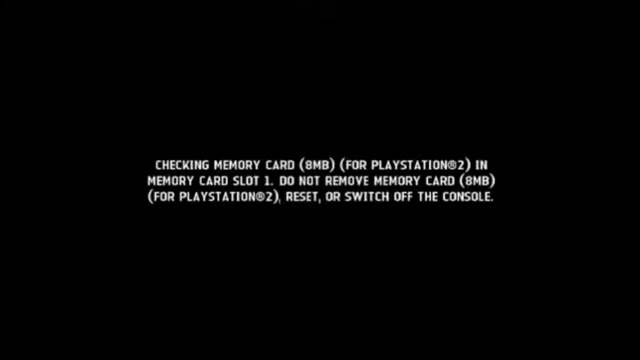 CHECKING MEMORY CARD (8MB) (FOR PLAYSTATION®2) IN
MEMORY CARD SLOT 1. DO NOT REMOVE MEMORY CARD (8MB)
(FOR PLAYSTATION®2), RESET, OR SWITCH OFF THE CONSOLE.